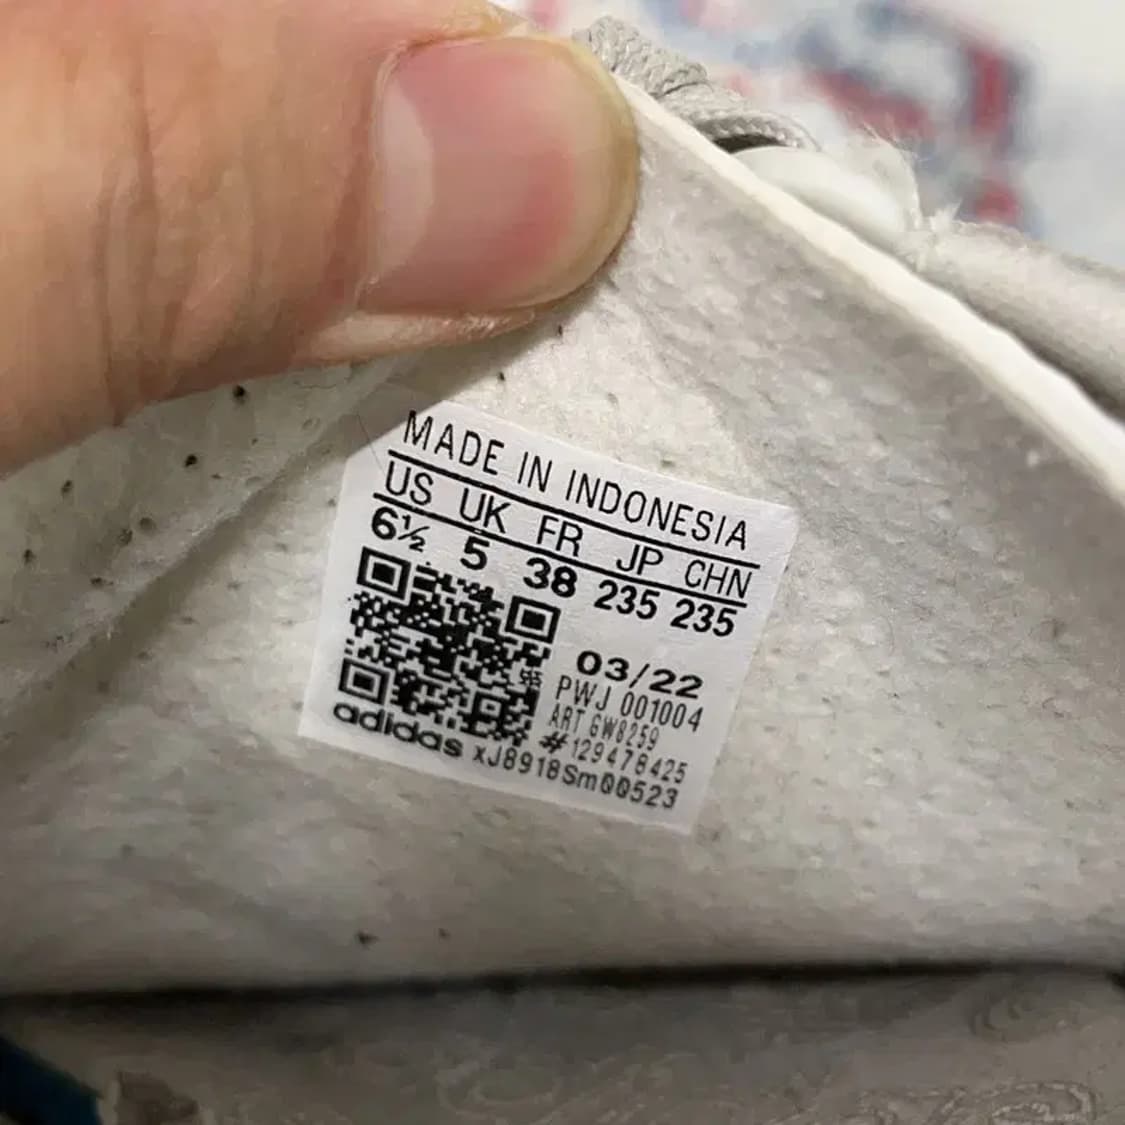 MADE IN INDONESIA
US UK FR JP CHN
6½ 5 38 235 235
03/22
PWJ 001004
ART GW8259
# 129478425
adidas xJ8918Sm00523